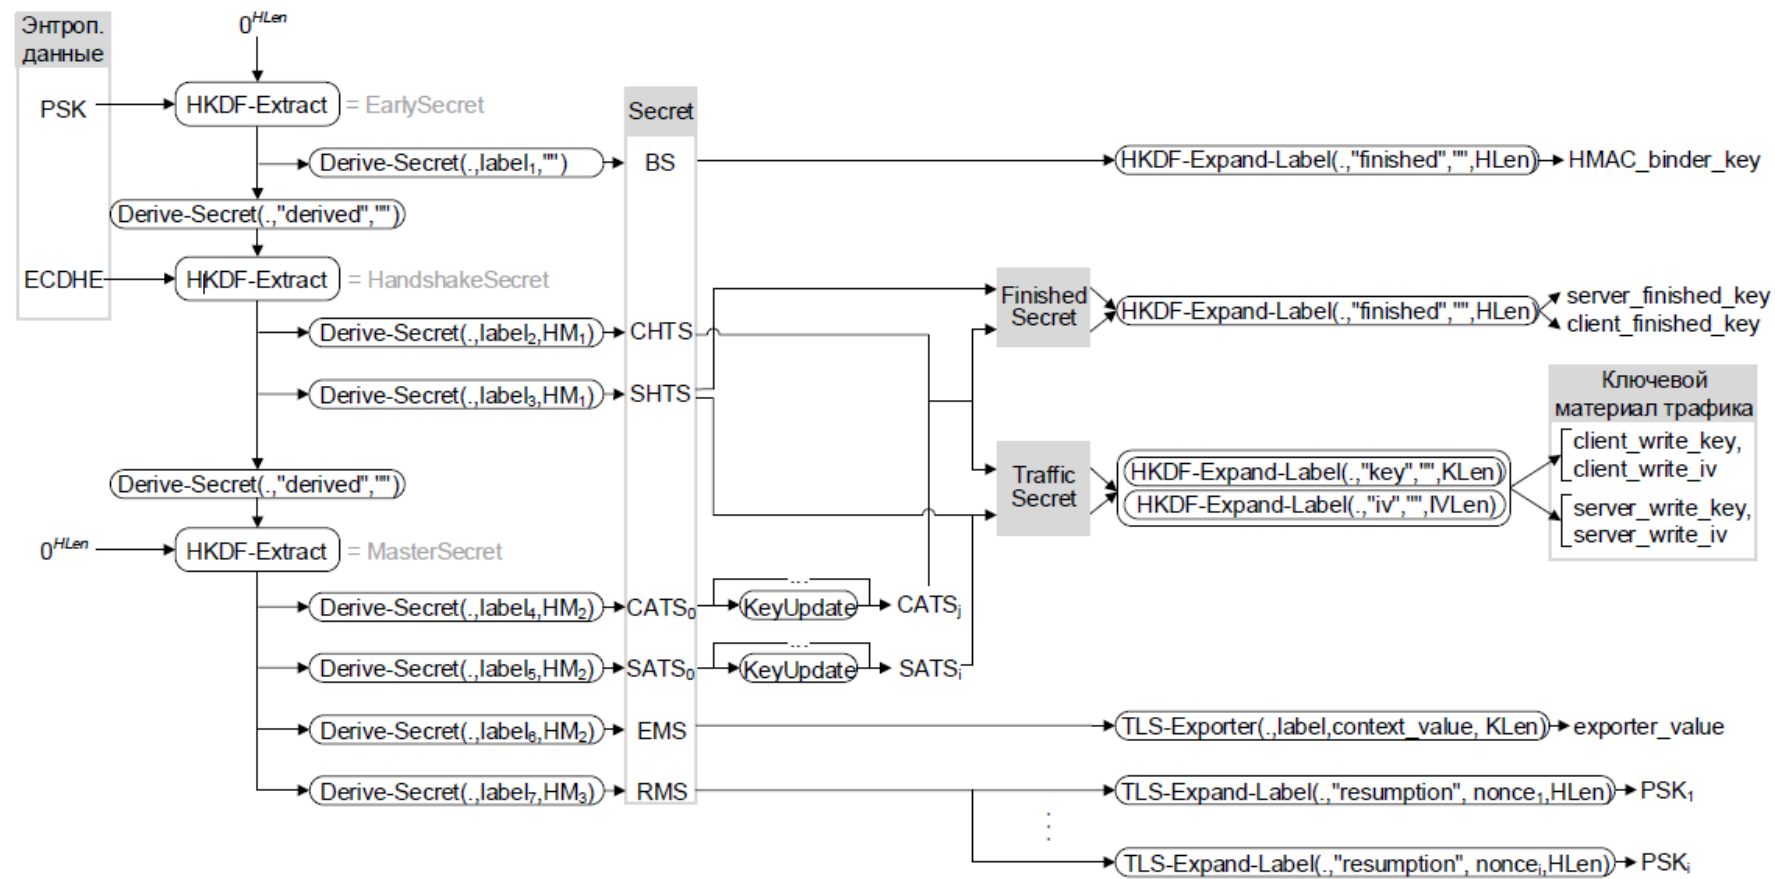 Энтроп.
данные
0^HLen
PSK
HKDF-Extract
= EarlySecret
Secret
Derive-Secret(.,label₁,"")
BS
HKDF-Expand-Label(.,"finished","",HLen)
HMAC_binder_key
Derive-Secret(.,"derived","")
ECDHE
HKDF-Extract
= HandshakeSecret
Finished
Secret
HKDF-Expand-Label(.,"finished","",HLen)
server_finished_key
client_finished_key
Derive-Secret(.,label₂,HM₁)
CHTS
Derive-Secret(.,label₃,HM₁)
SHTS
Ключевой
материал трафика
client_write_key,
client_write_iv
server_write_key,
server_write_iv
Traffic
Secret
HKDF-Expand-Label(.,"key","",KLen)
HKDF-Expand-Label(.,"iv","",IVLen)
Derive-Secret(.,"derived","")
0^HLen
HKDF-Extract
= MasterSecret
Derive-Secret(.,label₄,HM₂)
CATS₀
...
KeyUpdate
CATSⱼ
Derive-Secret(.,label₅,HM₂)
SATS₀
...
KeyUpdate
SATSᵢ
Derive-Secret(.,label₆,HM₂)
EMS
TLS-Exporter(.,label,context_value, KLen)
exporter_value
Derive-Secret(.,label₇,HM₃)
RMS
TLS-Expand-Label(.,"resumption", nonce₁,HLen)
PSK₁
TLS-Expand-Label(.,"resumption", nonceᵢ,HLen)
PSKᵢ